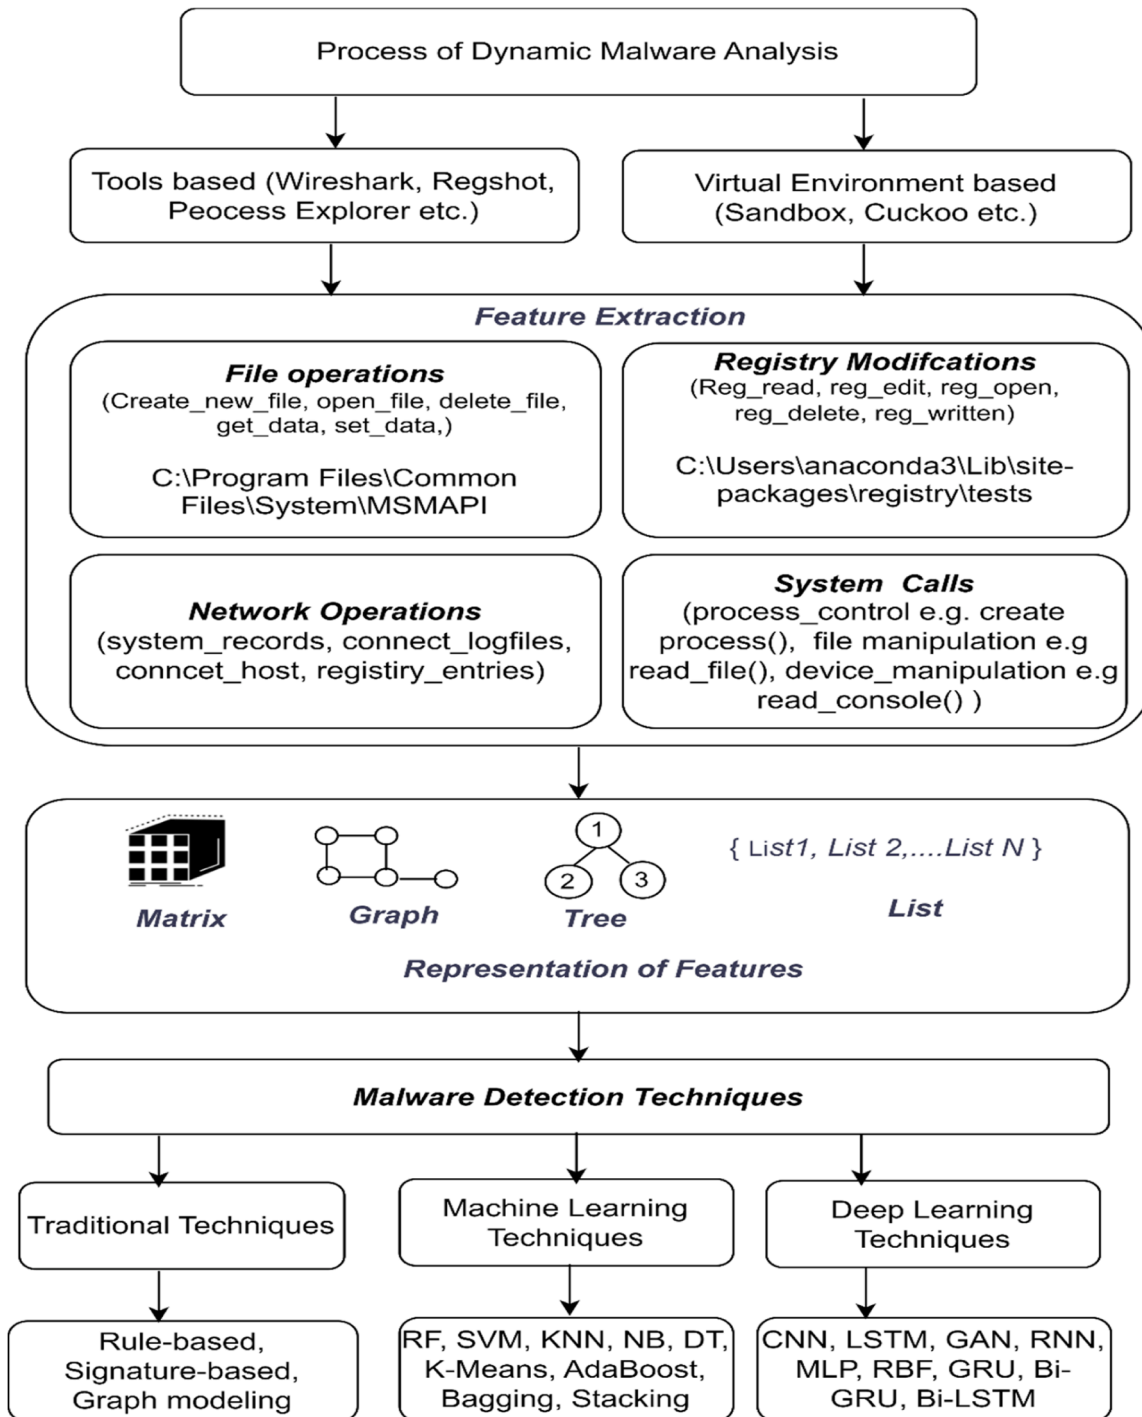 Process of Dynamic Malware Analysis
Tools based (Wireshark, Regshot,
Peocess Explorer etc.)
Virtual Environment based
(Sandbox, Cuckoo etc.)
Feature Extraction
File operations
(Create_new_file, open_file, delete_file,
get_data, set_data,)
C:\Program Files\Common
Files\System\MSMAPI
Registry Modifcations
(Reg_read, reg_edit, reg_open,
reg_delete, reg_written)
C:\Users\anaconda3\Lib\site-
packages\registry\tests
Network Operations
(system_records, connect_logfiles,
conncet_host, registiry_entries)
System Calls
(process_control e.g. create
process(), file manipulation e.g
read_file(), device_manipulation e.g
read_console() )
1
2
3
{ List1, List 2,....List N }
Matrix
Graph
Tree
List
Representation of Features
Malware Detection Techniques
Traditional Techniques
Machine Learning
Techniques
Deep Learning
Techniques
Rule-based,
Signature-based,
Graph modeling
RF, SVM, KNN, NB, DT,
K-Means, AdaBoost,
Bagging, Stacking
CNN, LSTM, GAN, RNN,
MLP, RBF, GRU, Bi-
GRU, Bi-LSTM